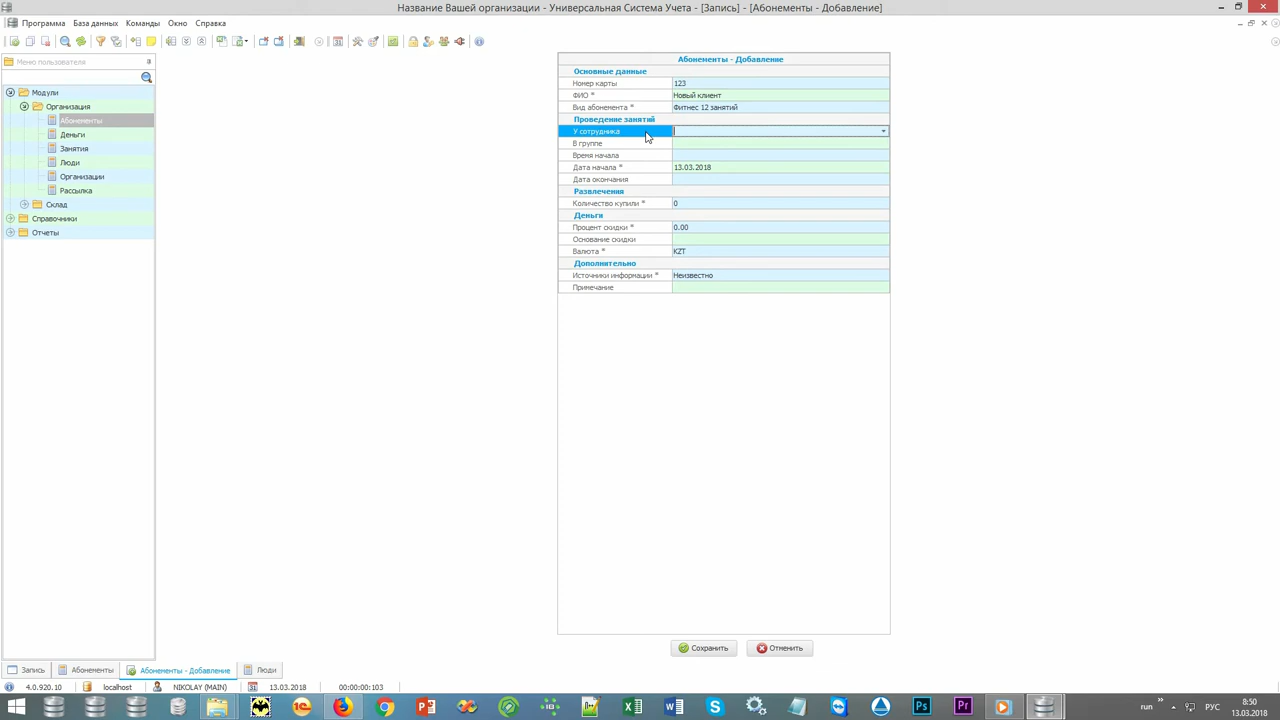 Название Вашей организации - Универсальная Система Учета - [Запись] - [Абонементы - Добавление]
Программа База данных Команды Окно Справка
Меню пользователя
Модули
Организация
Абонементы
Деньги
Занятия
Люди
Организации
Рассылка
Склад
Справочники
Отчеты
Абонементы - Добавление
Основные данные
Номер карты 123
ФИО * Новый клиент
Вид абонемента * Фитнес 12 занятий
Проведение занятий
У сотрудника
В группе
Время начала
Дата начала * 13.03.2018
Дата окончания
Развлечения
Количество купили * 0
Деньги
Процент скидки * 0.00
Основание скидки
Валюта * KZT
Дополнительно
Источники информации * Неизвестно
Примечание
Сохранить Отменить
Запись Абонементы Абонементы - Добавление Люди
4.0.920.10 localhost NIKOLAY (MAIN) 13.03.2018 00:00:00:103
run РУС 8:50
13.03.2018